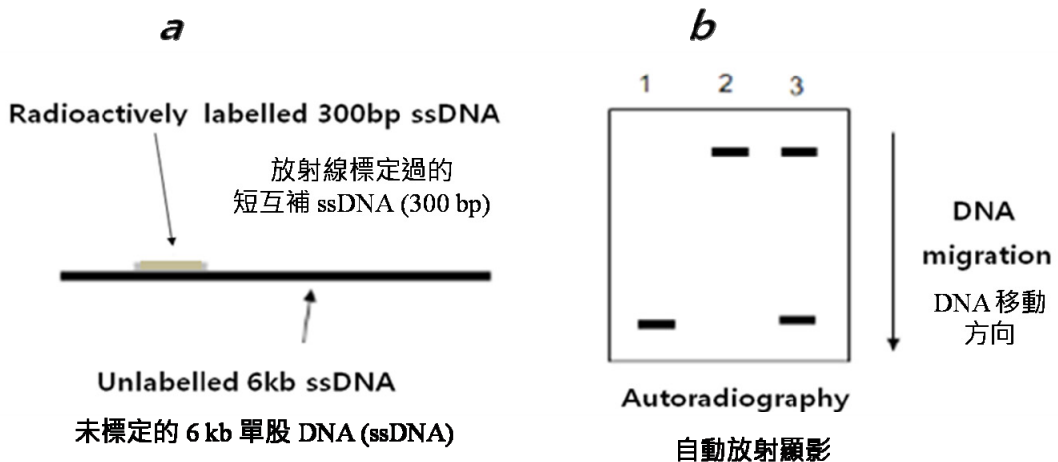 a
Radioactively labelled 300bp ssDNA
放射線標定過的
短互補 ssDNA (300 bp)
Unlabelled 6kb ssDNA
未標定的 6 kb 單股 DNA (ssDNA)
b
1 2 3
DNA
migration
DNA 移動
方向
Autoradiography
自動放射顯影